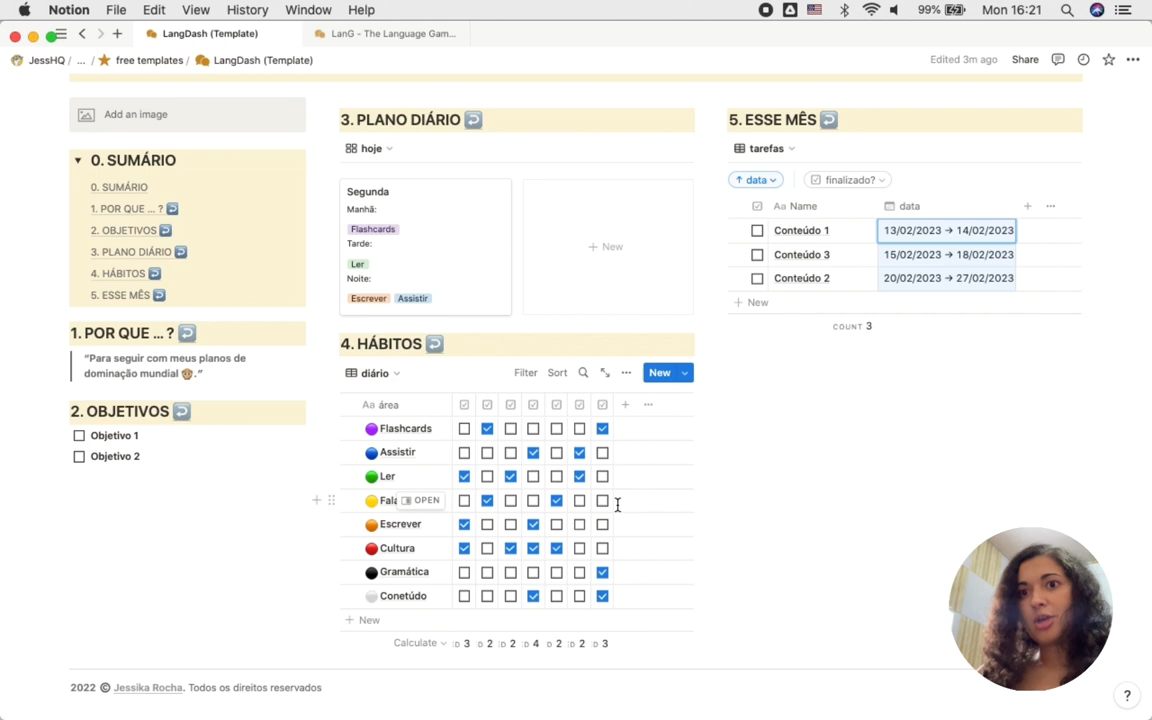 Notion File Edit View History Window Help 99% Mon 16:21
LangDash (Template) LanG - The Language Gam...
JessHQ / ... / free templates / LangDash (Template) Edited 3m ago Share
Add an image
0. SUMÁRIO
0. SUMÁRIO
1. POR QUE ... ?
2. OBJETIVOS
3. PLANO DIÁRIO
4. HÁBITOS
5. ESSE MÊS
1. POR QUE ... ?
“Para seguir com meus planos de
dominação mundial.”
2. OBJETIVOS
Objetivo 1
Objetivo 2
3. PLANO DIÁRIO
hoje
Segunda
Manhã:
Flashcards
Tarde:
Ler
Noite:
Escrever Assistir
+ New
4. HÁBITOS
diário Filter Sort New
Aa área
Flashcards
Assistir
Ler
Fala OPEN
Escrever
Cultura
Gramática
Conetúdo
+ New
Calculate D 3 D 2 D 2 D 4 D 2 D 2 D 3
5. ESSE MÊS
tarefas
data finalizado?
Aa Name data
Conteúdo 1 13/02/2023 → 14/02/2023
Conteúdo 3 15/02/2023 → 18/02/2023
Conteúdo 2 20/02/2023 → 27/02/2023
+ New
COUNT 3
2022 © Jessika Rocha. Todos os direitos reservados
?